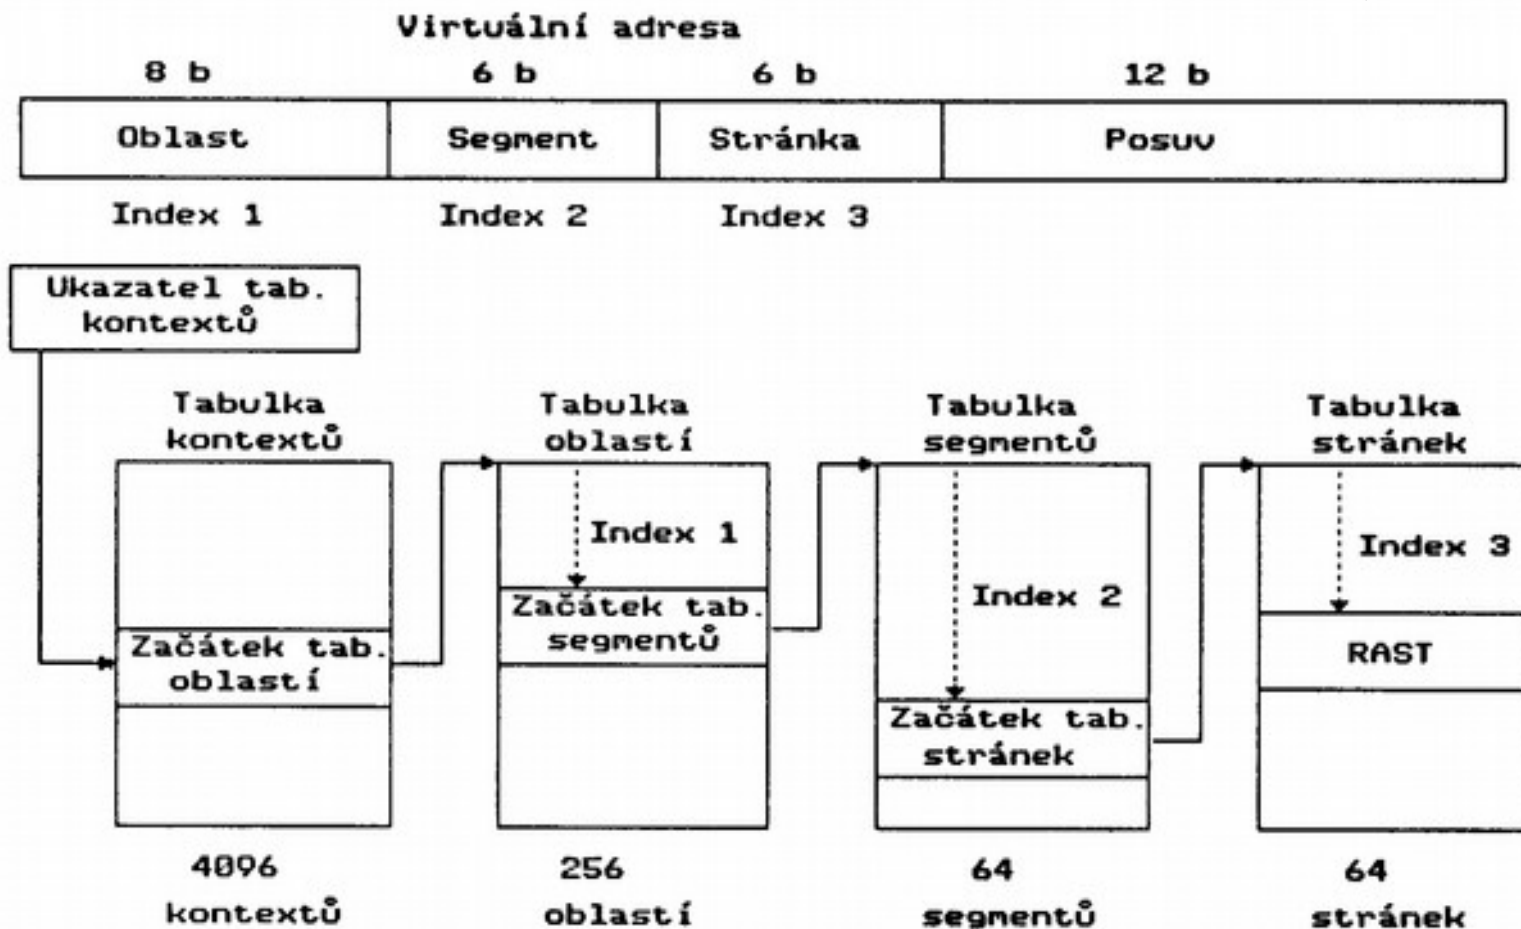 Virtuální adresa
8 b 6 b 6 b 12 b
Oblast Segment Stránka Posuv
Index 1 Index 2 Index 3
Ukazatel tab.
kontextů
Tabulka
kontextů
Tabulka
oblastí
Tabulka
segmentů
Tabulka
stránek
Začátek tab.
oblastí
Index 1
Začátek tab.
segmentů
Index 2
Začátek tab.
stránek
Index 3
RAST
4096
kontextů
256
oblastí
64
segmentů
64
stránek